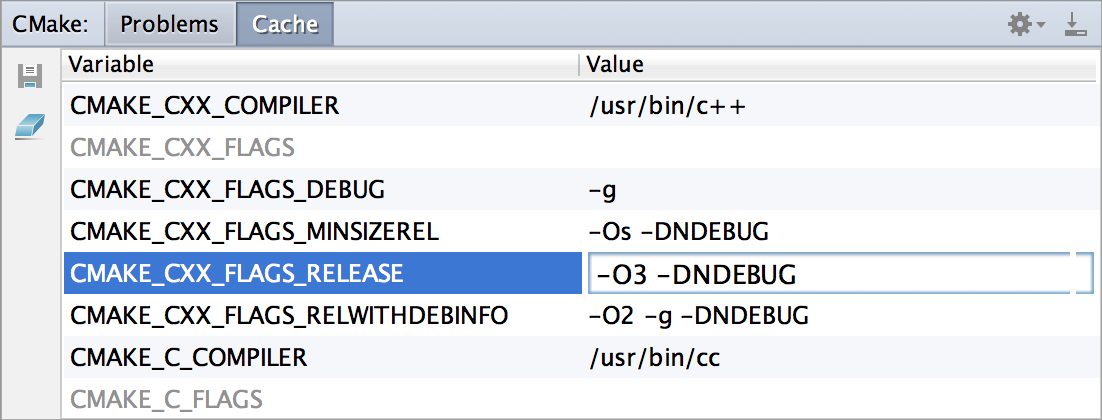 CMake: Problems Cache
Variable Value
CMAKE_CXX_COMPILER /usr/bin/c++
CMAKE_CXX_FLAGS
CMAKE_CXX_FLAGS_DEBUG -g
CMAKE_CXX_FLAGS_MINSIZEREL -Os -DNDEBUG
CMAKE_CXX_FLAGS_RELEASE -O3 -DNDEBUG
CMAKE_CXX_FLAGS_RELWITHDEBINFO -O2 -g -DNDEBUG
CMAKE_C_COMPILER /usr/bin/cc
CMAKE_C_FLAGS